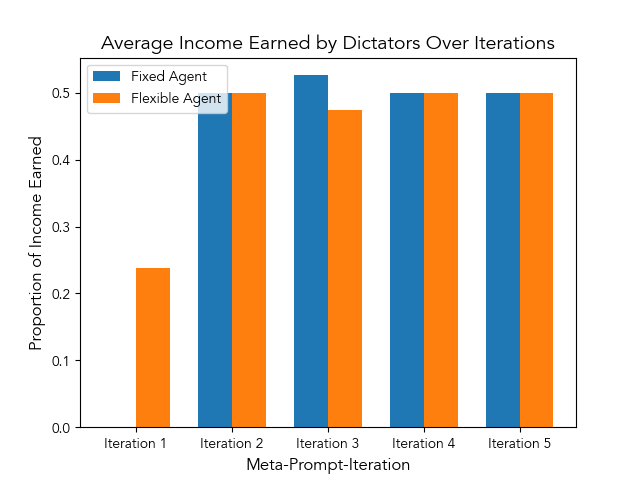 Average Income Earned by Dictators Over Iterations
Fixed Agent
Flexible Agent
Proportion of Income Earned
0.5
0.4
0.3
0.2
0.1
0.0
Iteration 1
Iteration 2
Iteration 3
Iteration 4
Iteration 5
Meta-Prompt-Iteration